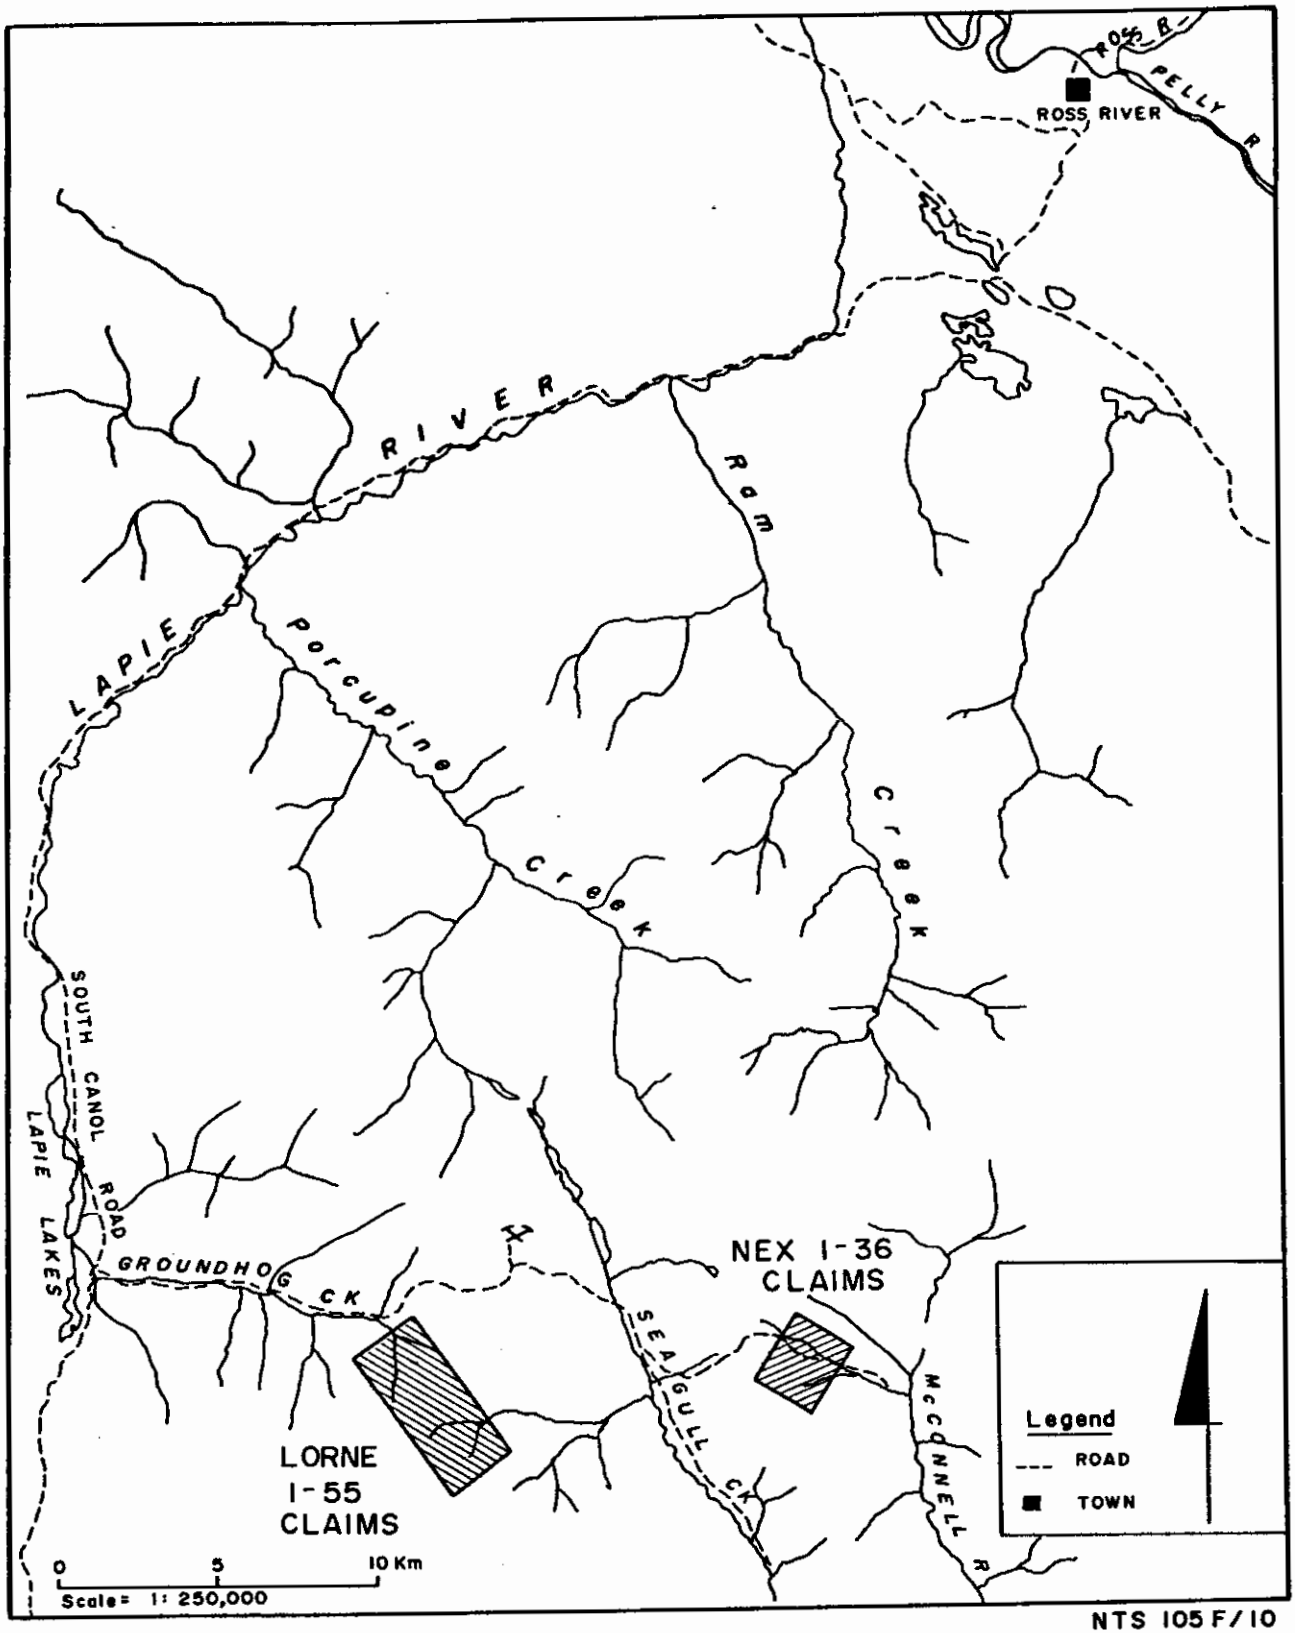 ROSS R.
PELLY R
ROSS RIVER
LAPIE RIVER
Ram Creek
Porcupine Creek
SOUTH CANOL ROAD
LAPIE LAKES
GROUNDHOG CK
SEAGULL CK
NEX 1-36
CLAIMS
McCONNELL R
LORNE
1-55
CLAIMS
Legend
ROAD
TOWN
0 5 10 Km
Scale= 1: 250,000
NTS 105 F/10